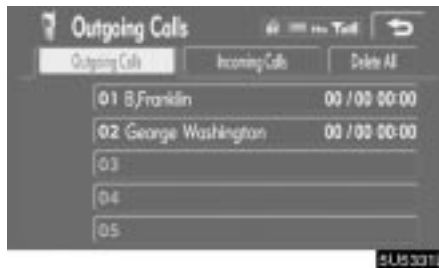 Outgoing Calls
Outgoing Calls Incoming Calls Delete All
01 B,Franklin 00/00 00:00
02 George Washington 00/00 00:00
03
04
05